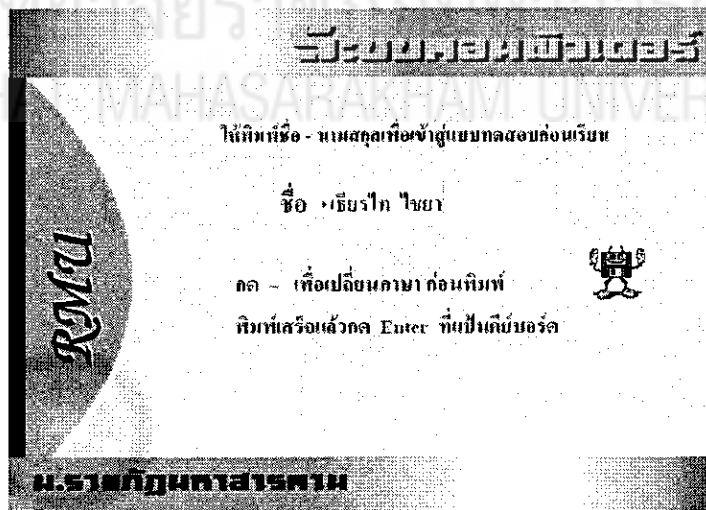 ระบบคอมพิวเตอร์
MAHASARAKHAM UNIVER
ให้พิมพ์ชื่อ - นามสกุลเพื่อเข้าสู่แบบทดสอบก่อนเรียน
ชื่อ ไชยา
กด ~ เพื่อเปลี่ยนภาษา ก่อนพิมพ์
พิมพ์เสร็จแล้วกด Enter ที่แป้นคีย์บอร์ด
RMU
ม.ราชภัฏมหาสารคาม